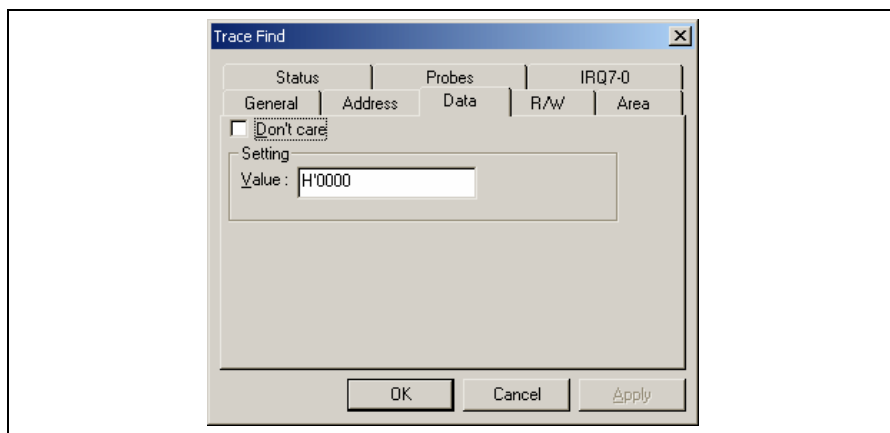 Trace Find
Status Probes IRQ7-0
General Address Data R/W Area
Don't care
Setting
Value : H'0000
OK Cancel Apply